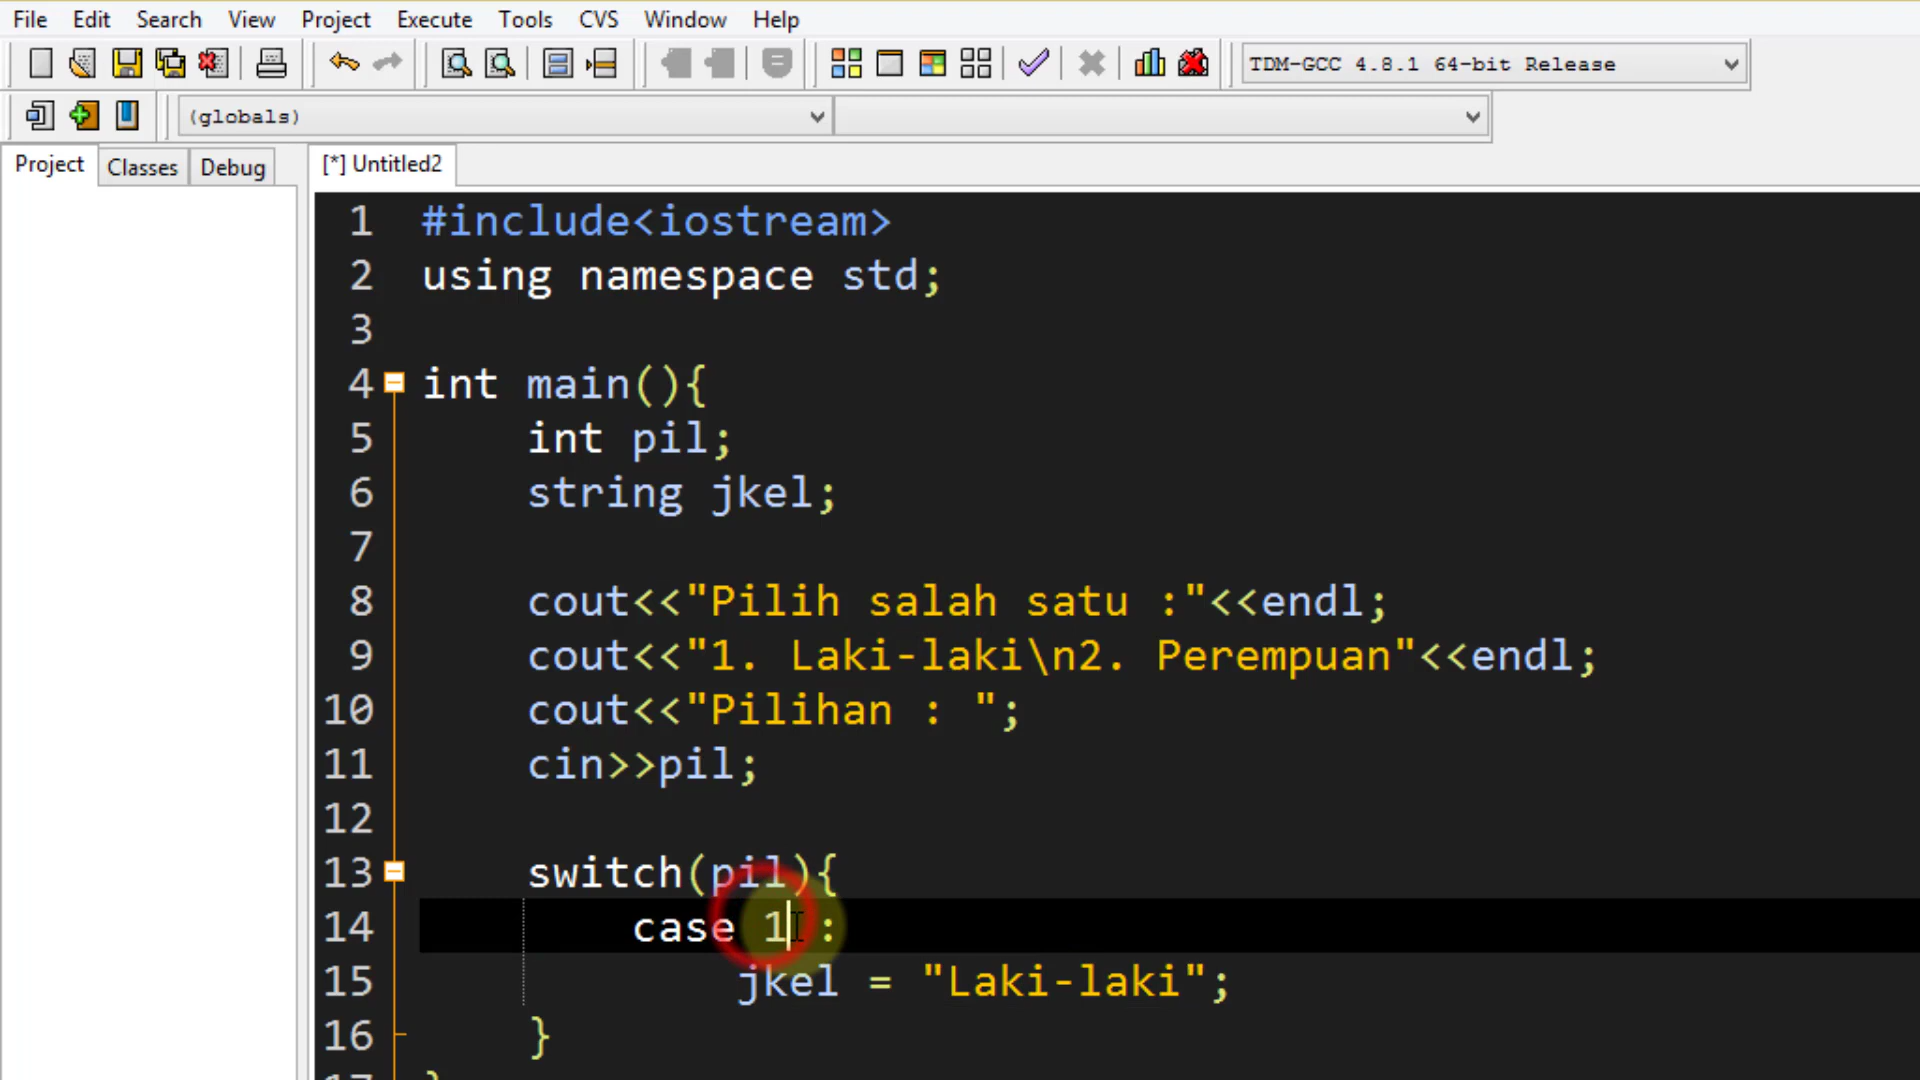 File Edit Search View Project Execute Tools CVS Window Help
TDM-GCC 4.8.1 64-bit Release
(globals)
Project Classes Debug [*] Untitled2
1 #include<iostream>
2 using namespace std;
3
4 int main(){
5 int pil;
6 string jkel;
7
8 cout<<"Pilih salah satu :"<<endl;
9 cout<<"1. Laki-laki\n2. Perempuan"<<endl;
10 cout<<"Pilihan : ";
11 cin>>pil;
12
13 switch(pil){
14 case 1 :
15 jkel = "Laki-laki";
16 }
17 }